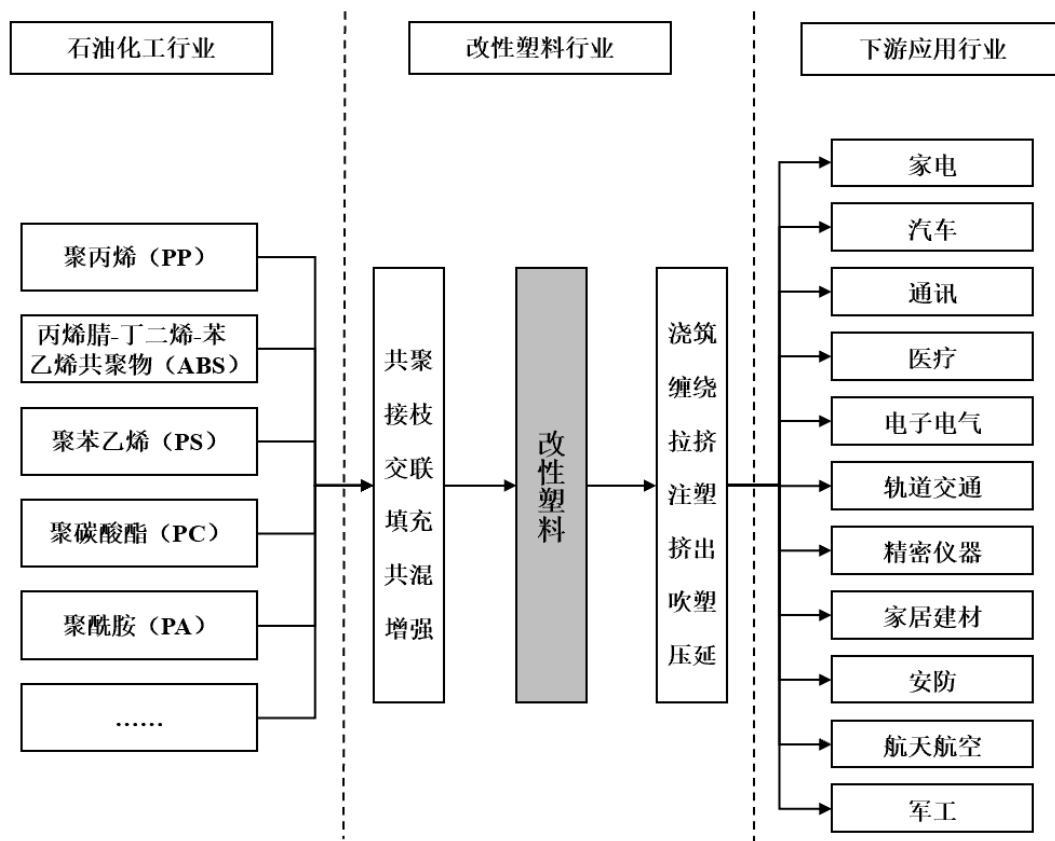 石油化工行业
改性塑料行业
下游应用行业
聚丙烯（PP）
丙烯腈-丁二烯-苯
乙烯共聚物（ABS）
聚苯乙烯（PS）
聚碳酸酯（PC）
聚酰胺（PA）
……
共聚
接枝
交联
填充
共混
增强
改性塑料
浇筑
缠绕
拉挤
注塑
挤出
吹塑
压延
家电
汽车
通讯
医疗
电子电气
轨道交通
精密仪器
家居建材
安防
航天航空
军工